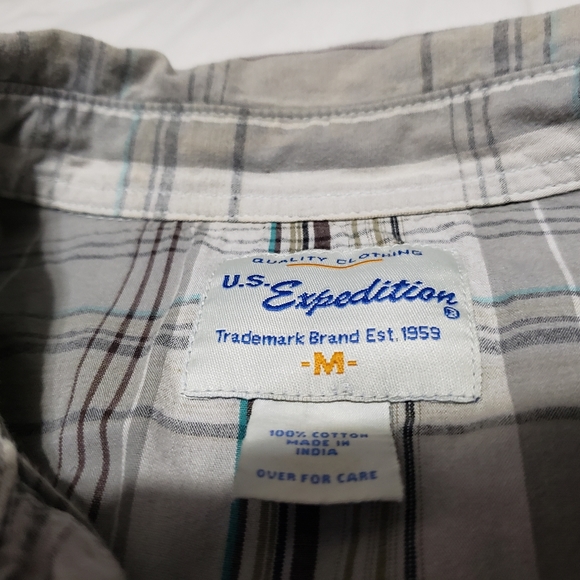 QUALITY CLOTHING
U.S. Expedition®
Trademark Brand Est. 1959
-M-
100% COTTON
MADE IN
INDIA
OVER FOR CARE